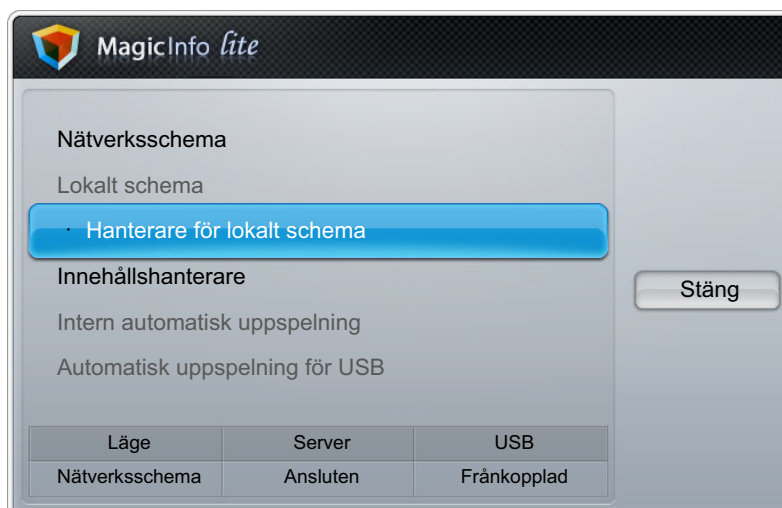 MagicInfo lite
Nätverksschema
Lokalt schema
· Hanterare för lokalt schema
Innehållshanterare
Stäng
Intern automatisk uppspelning
Automatisk uppspelning för USB
Läge Server USB
Nätverksschema Ansluten Frånkopplad